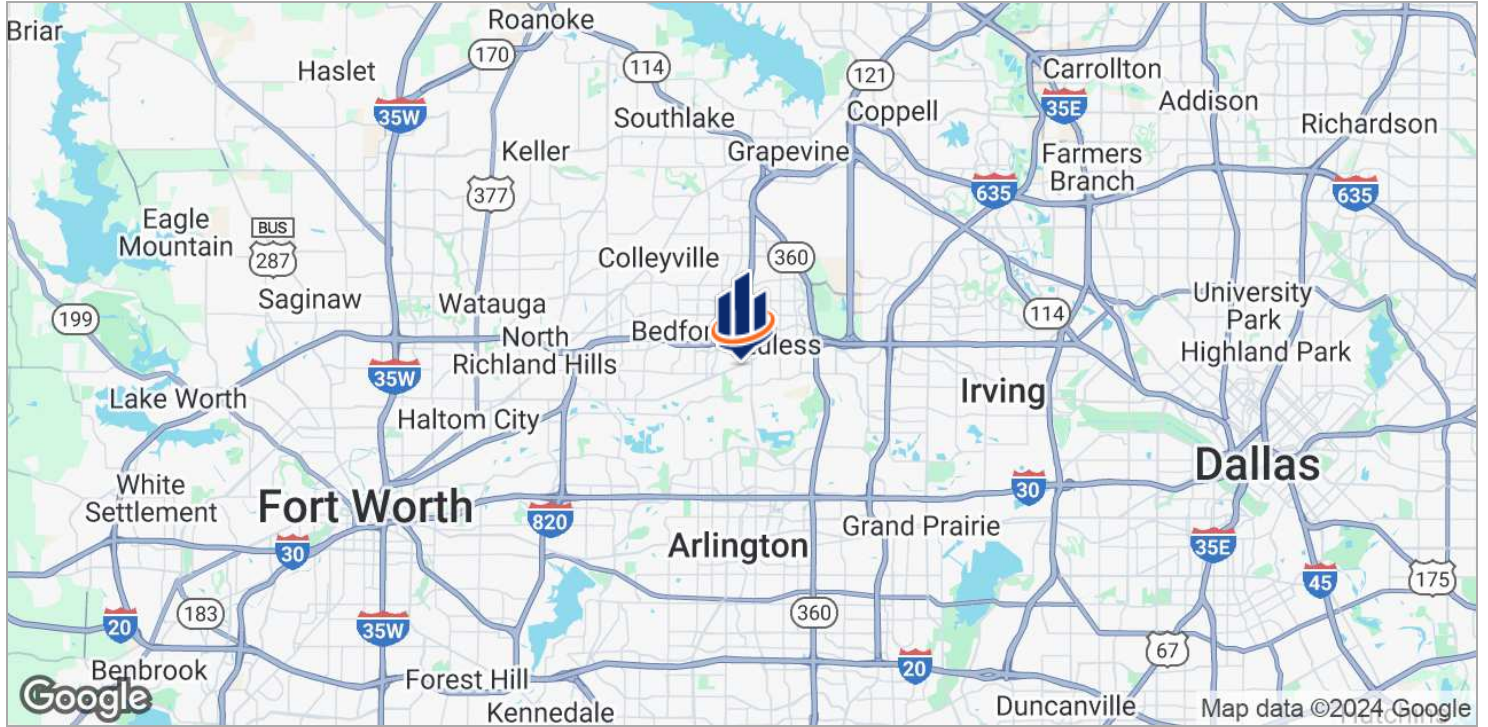 Roanoke
Briar
170
Haslet
114
Carrollton
121
35E
35W
Southlake
Coppell
Addison
Richardson
Keller
Grapevine
Farmers
Branch
377
635
635
Eagle
Mountain
BUS
287
Colleyville
360
Saginaw
Watauga
University
Park
199
114
North
Richland Hills
Highland Park
35W
Irving
Lake Worth
Haltom City
Dallas
White
Settlement
Fort Worth
30
820
Grand Prairie
Arlington
30
35E
45
175
183
20
35W
360
67
Benbrook
Forest Hill
20
Google
Kennedale
Duncanville
Map data ©2024 Google